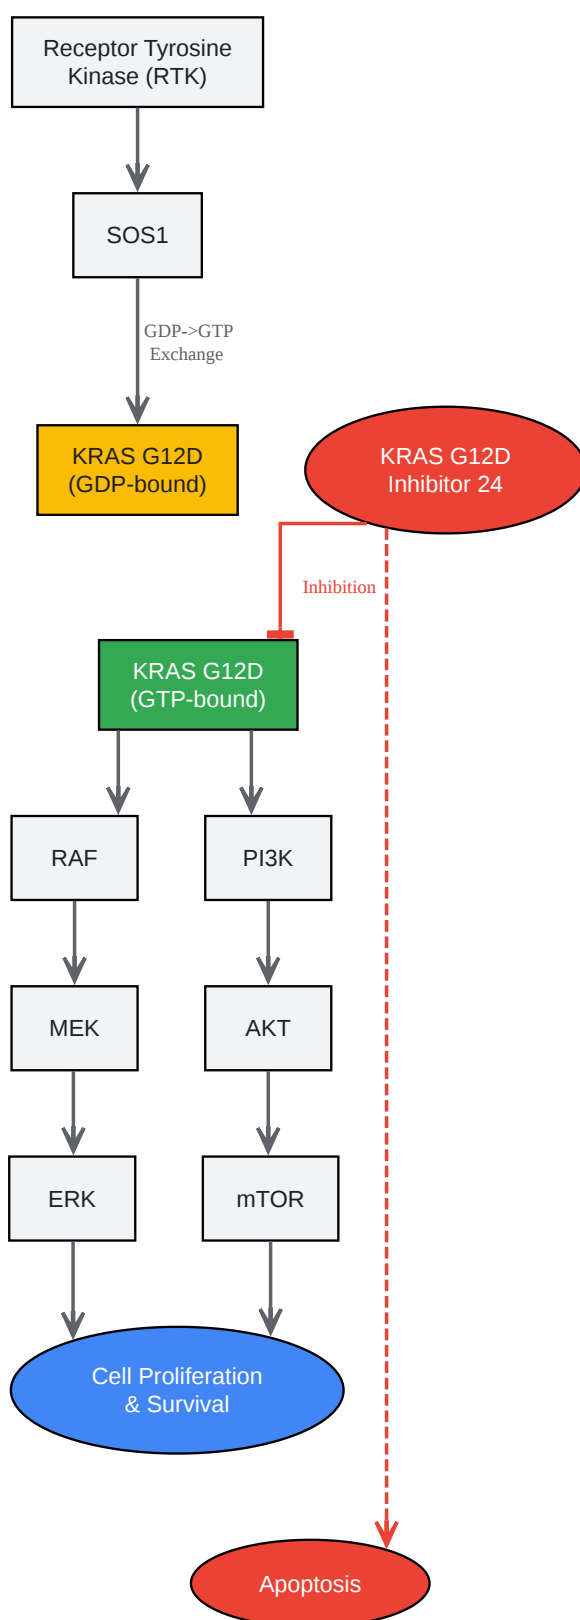 Receptor Tyrosine
Kinase (RTK)
SOS1
GDP->GTP
Exchange
KRAS G12D
(GDP-bound)
KRAS G12D
Inhibitor 24
Inhibition
KRAS G12D
(GTP-bound)
RAF
PI3K
MEK
AKT
ERK
mTOR
Cell Proliferation
& Survival
Apoptosis